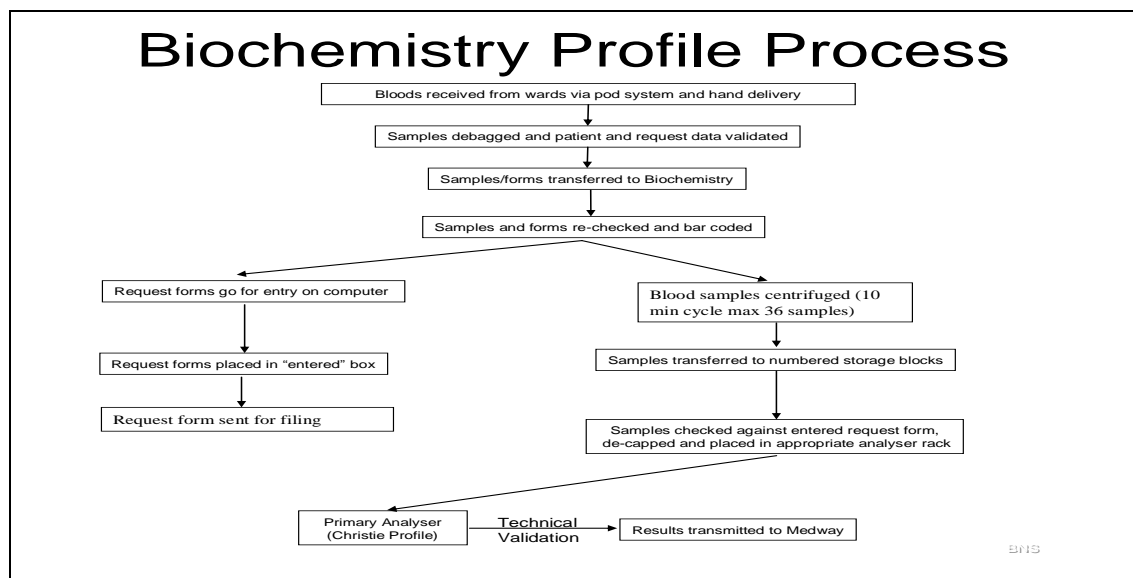 Biochemistry Profile Process
Bloods received from wards via pod system and hand delivery
Samples debagged and patient and request data validated
Samples/forms transferred to Biochemistry
Samples and forms re-checked and bar coded
Request forms go for entry on computer
Request forms placed in “entered” box
Request form sent for filing
Blood samples centrifuged (10
min cycle max 36 samples)
Samples transferred to numbered storage blocks
Samples checked against entered request form,
de-capped and placed in appropriate analyser rack
Primary Analyser
(Christie Profile)
Technical
Validation
Results transmitted to Medway
BNS